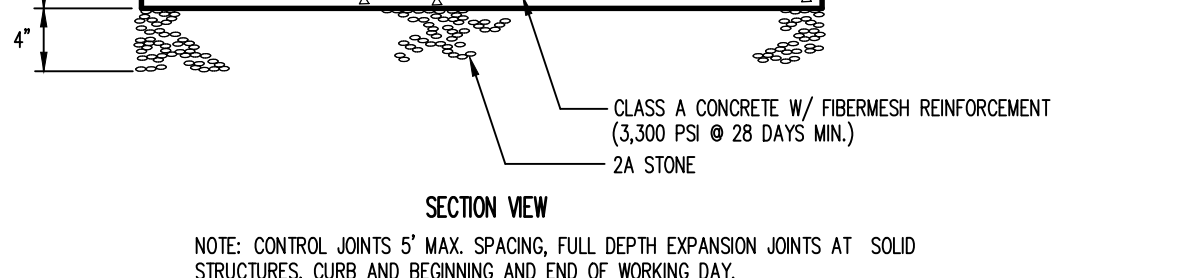 4"
CLASS A CONCRETE W/ FIBERMESH REINFORCEMENT
(3,300 PSI @ 28 DAYS MIN.)
2A STONE
SECTION VIEW
NOTE: CONTROL JOINTS 5' MAX. SPACING, FULL DEPTH EXPANSION JOINTS AT SOLID
STRUCTURES, CURB AND BEGINNING AND END OF WORKING DAY.